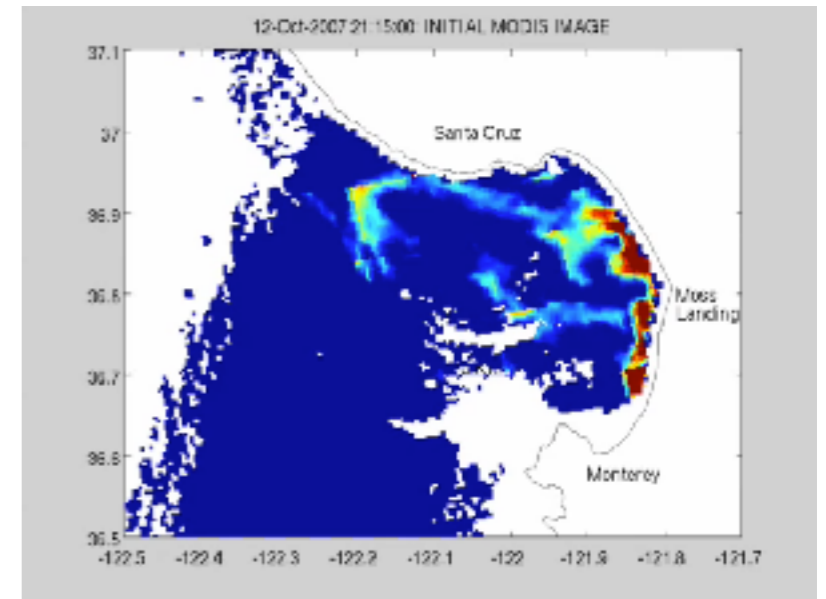 12-Oct-2007 21:15:00: INITIAL MODIS IMAGE
37.1
37
36.9
36.8
36.7
36.6
36.5
Santa Cruz
Moss
Landing
Monterey
-122.5 -122.4 -122.3 -122.2 -122.1 -122 -121.9 -121.8 -121.7